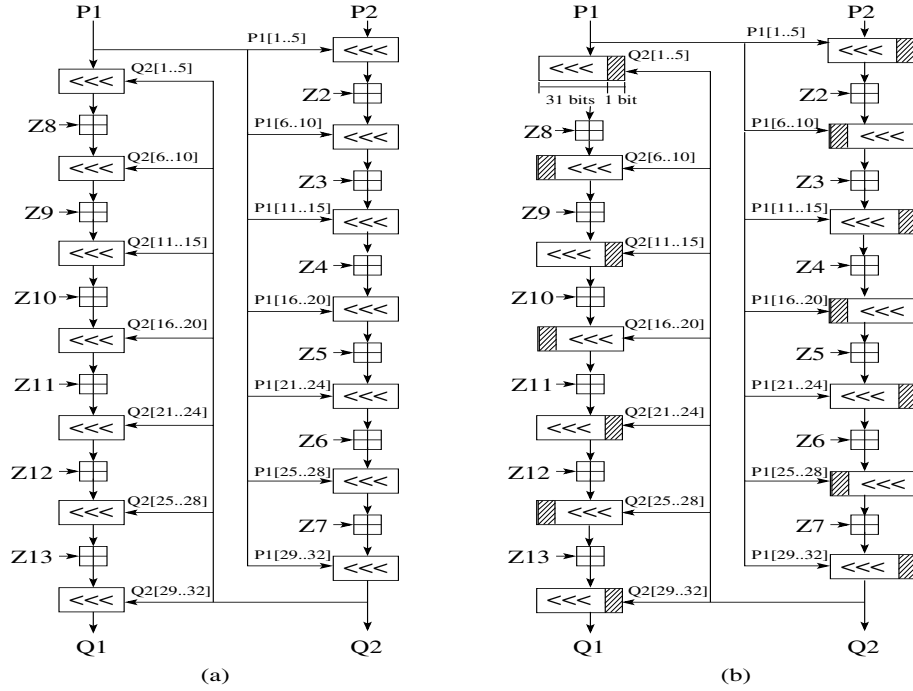 P1 P2 P1 P2
P1[1..5] <<< P1[1..5] <<<
<<< Q2[1..5] <<< Q2[1..5]
31 bits 1 bit
Z2 Z2
Z8 P1[6..10] <<< Z8 P1[6..10] <<<
<<< Q2[6..10] <<< Q2[6..10]
Z3 Z3
Z9 P1[11..15] <<< Z9 P1[11..15] <<<
<<< Q2[11..15] <<< Q2[11..15]
Z4 Z4
Z10 P1[16..20] <<< Z10 P1[16..20] <<<
<<< Q2[16..20] <<< Q2[16..20]
Z5 Z5
Z11 P1[21..24] <<< Z11 P1[21..24] <<<
<<< Q2[21..24] <<< Q2[21..24]
Z6 Z6
Z12 P1[25..28] <<< Z12 P1[25..28] <<<
<<< Q2[25..28] <<< Q2[25..28]
Z7 Z7
Z13 P1[29..32] <<< Z13 P1[29..32] <<<
<<< Q2[29..32] <<< Q2[29..32]
Q1 Q2 Q1 Q2
(a) (b)